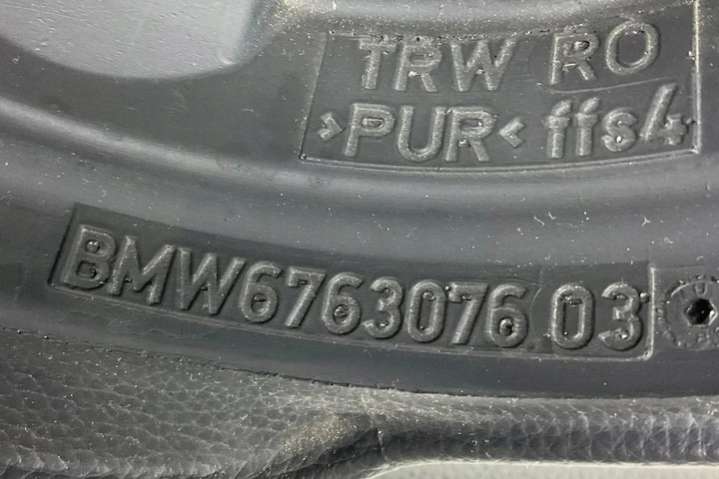 TRW RO
>PUR< ffs4
BMW6763076.03